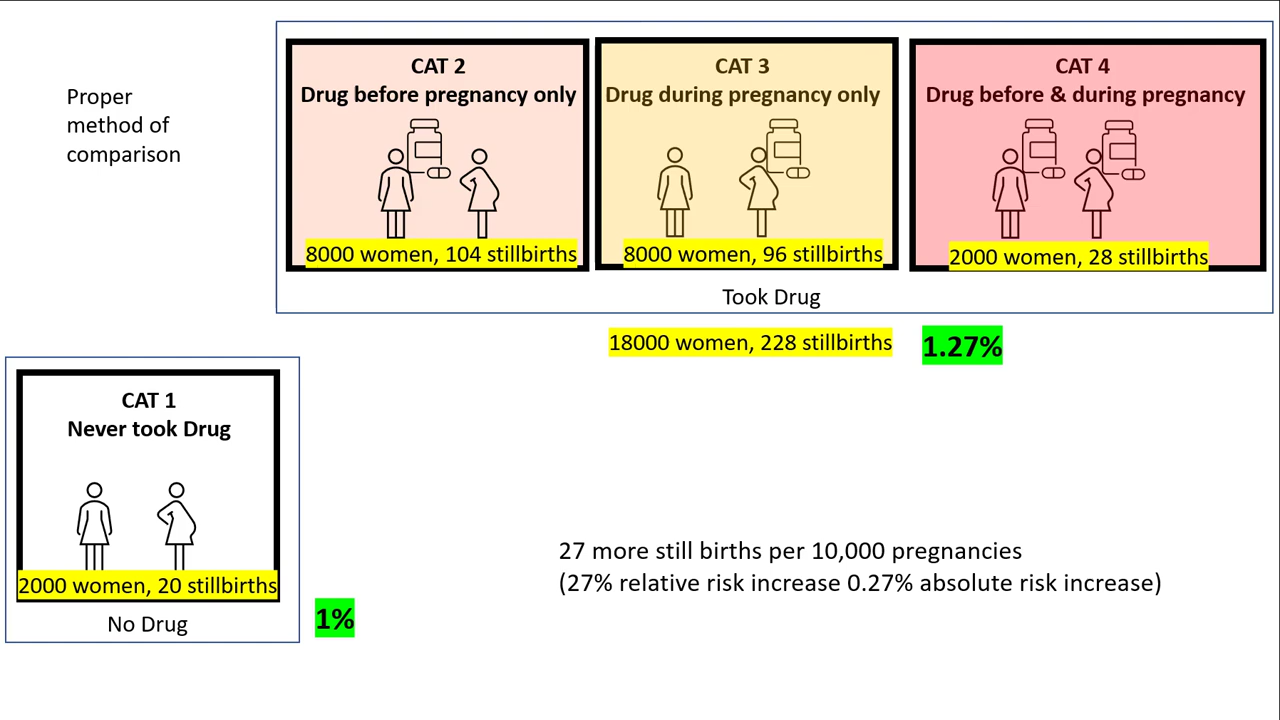 Proper
method of
comparison
CAT 2
Drug before pregnancy only
8000 women, 104 stillbirths
CAT 3
Drug during pregnancy only
8000 women, 96 stillbirths
CAT 4
Drug before & during pregnancy
2000 women, 28 stillbirths
Took Drug
18000 women, 228 stillbirths
1.27%
CAT 1
Never took Drug
2000 women, 20 stillbirths
No Drug
1%
27 more still births per 10,000 pregnancies
(27% relative risk increase 0.27% absolute risk increase)